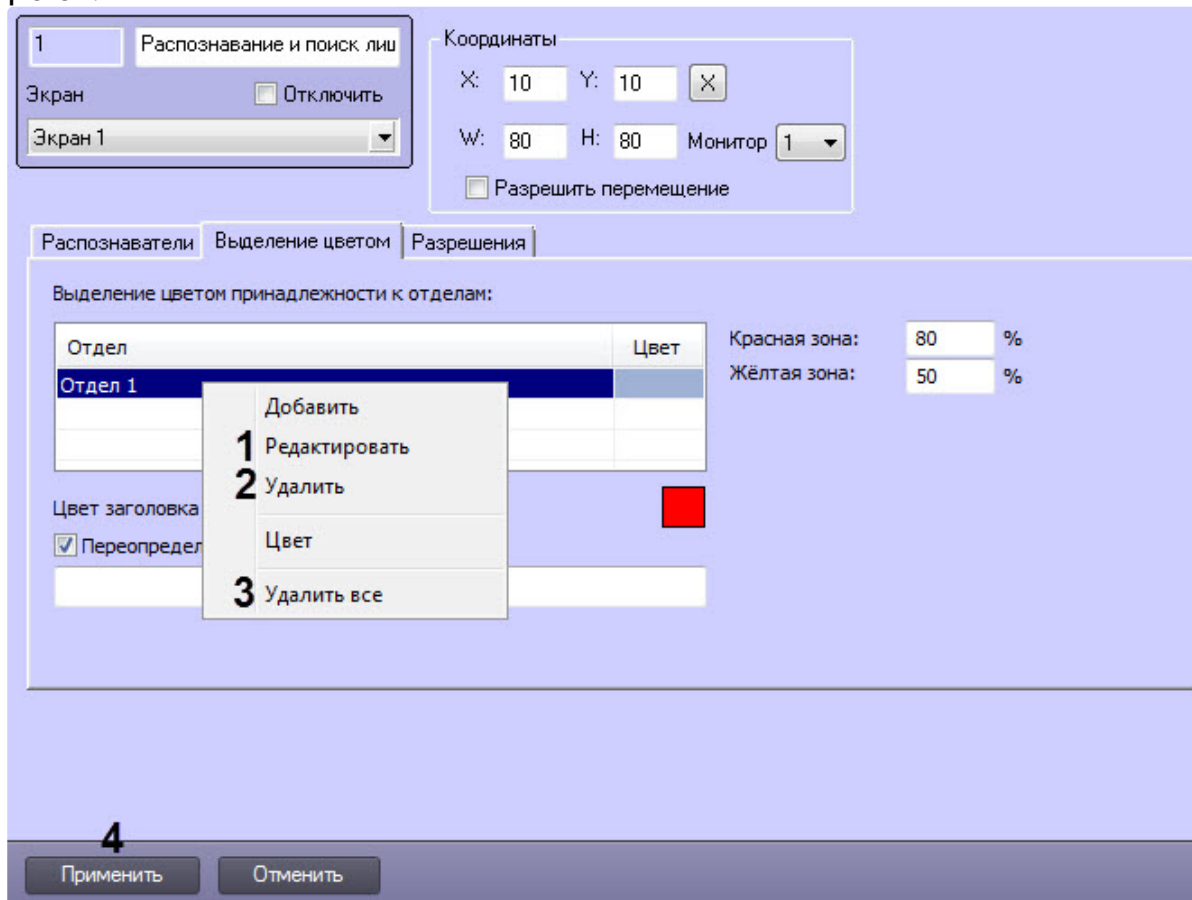 1 Распознавание и поиск лиц
Экран Отключить
Экран 1
Координаты
X: 10 Y: 10 X
W: 80 H: 80 Монитор 1
Разрешить перемещение
Распознаватели Выделение цветом Разрешения
Выделение цветом принадлежности к отделам:
Отдел Цвет
Отдел 1
Красная зона: 80 %
Жёлтая зона: 50 %
Добавить
1 Редактировать
2 Удалить
Цвет
3 Удалить все
Цвет заголовка
Переопредел
4
Применить Отменить